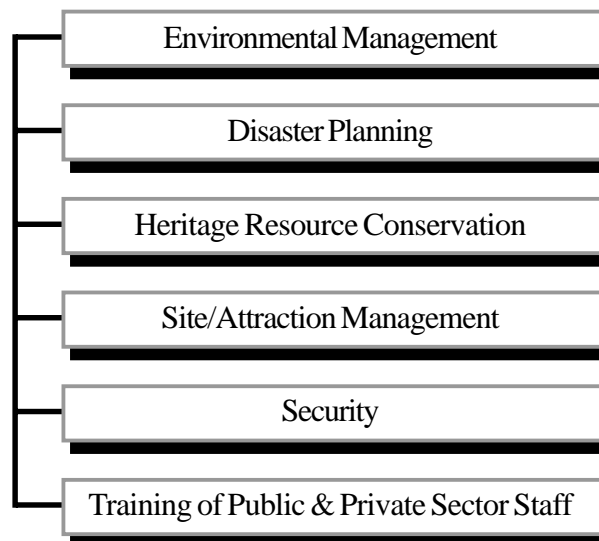 Environmental Management
Disaster Planning
Heritage Resource Conservation
Site/Attraction Management
Security
Training of Public & Private Sector Staff